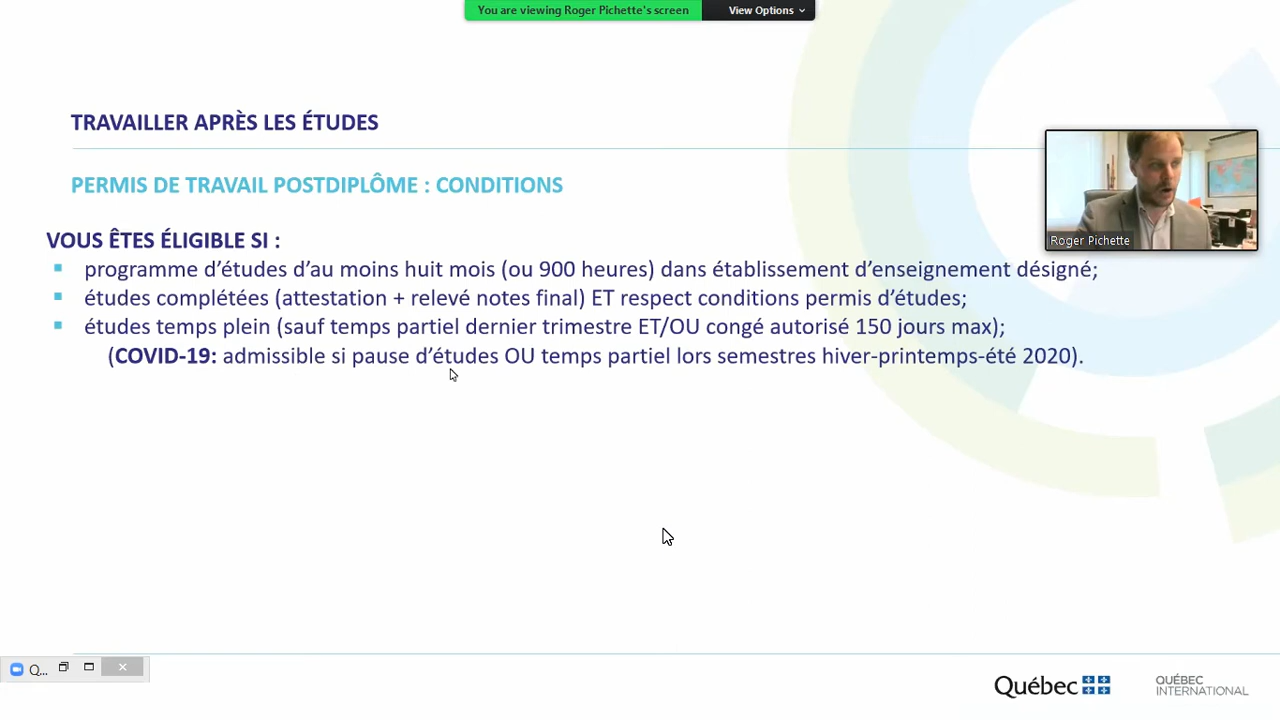 You are viewing Roger Pichette's screen View Options
TRAVAILLER APRÈS LES ÉTUDES
PERMIS DE TRAVAIL POSTDIPLÔME : CONDITIONS
Roger Pichette
VOUS ÊTES ÉLIGIBLE SI :
programme d’études d’au moins huit mois (ou 900 heures) dans établissement d’enseignement désigné;
études complétées (attestation + relevé notes final) ET respect conditions permis d’études;
études temps plein (sauf temps partiel dernier trimestre ET/OU congé autorisé 150 jours max);
(COVID-19: admissible si pause d’études OU temps partiel lors semestres hiver-printemps-été 2020).
Q...
Québec
QUÉBEC
INTERNATIONAL